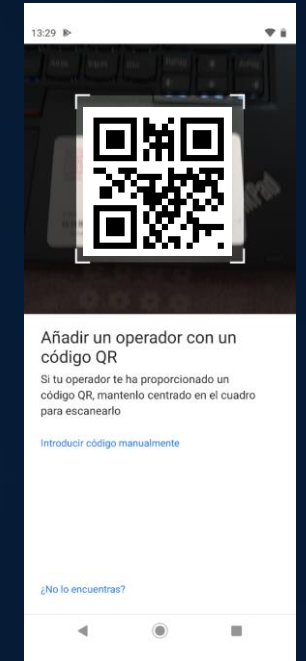 13:29
Añadir un operador con un
código QR
Si tu operador te ha proporcionado un
código QR, mantenlo centrado en el cuadro
para escanearlo
Introducir código manualmente
¿No lo encuentras?